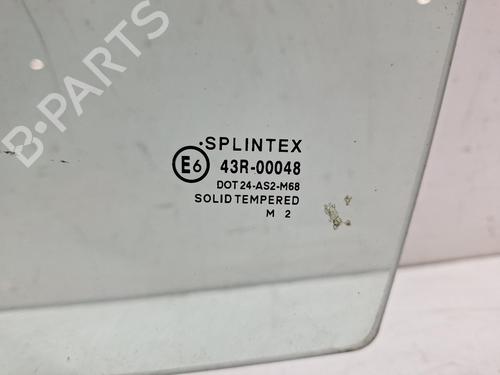 B-PARTS
SPLINTEX
E6 43R-00048
DOT 24-AS2-M68
SOLID TEMPERED
M 2